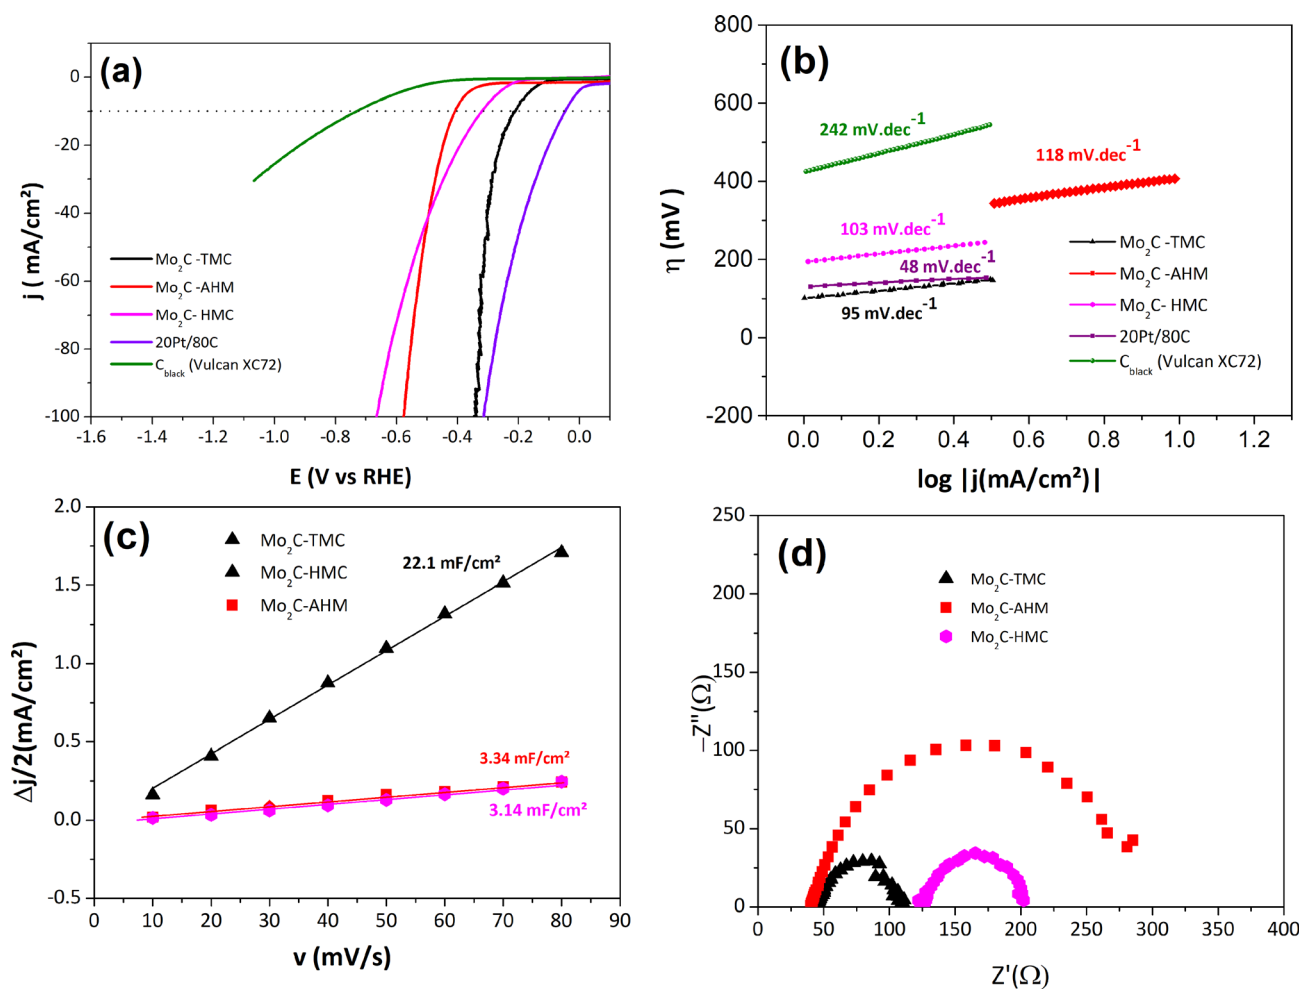 (a)
0
-20
-40
-60
-80
-100
j ( mA/cm²)
-1.6 -1.4 -1.2 -1.0 -0.8 -0.6 -0.4 -0.2 0.0
E (V vs RHE)
Mo₂C -TMC
Mo₂C -AHM
Mo₂C- HMC
20Pt/80C
C_black (Vulcan XC72)
(b)
800
600
400
200
0
-200
η (mV)
242 mV.dec⁻¹
118 mV.dec⁻¹
103 mV.dec⁻¹
48 mV.dec⁻¹
95 mV.dec⁻¹
Mo₂C -TMC
Mo₂C -AHM
Mo₂C- HMC
20Pt/80C
C_black (Vulcan XC72)
0.0 0.2 0.4 0.6 0.8 1.0 1.2
log |j(mA/cm²)|
(c)
2.0
1.5
1.0
0.5
0.0
-0.5
Δj/2(mA/cm²)
Mo₂C-TMC
Mo₂C-HMC
Mo₂C-AHM
22.1 mF/cm²
3.34 mF/cm²
3.14 mF/cm²
0 10 20 30 40 50 60 70 80 90
v (mV/s)
(d)
-250
-200
-150
-100
-50
0
−Z"(Ω)
Mo₂C-TMC
Mo₂C-AHM
Mo₂C-HMC
0 50 100 150 200 250 300 350 400
Z'(Ω)